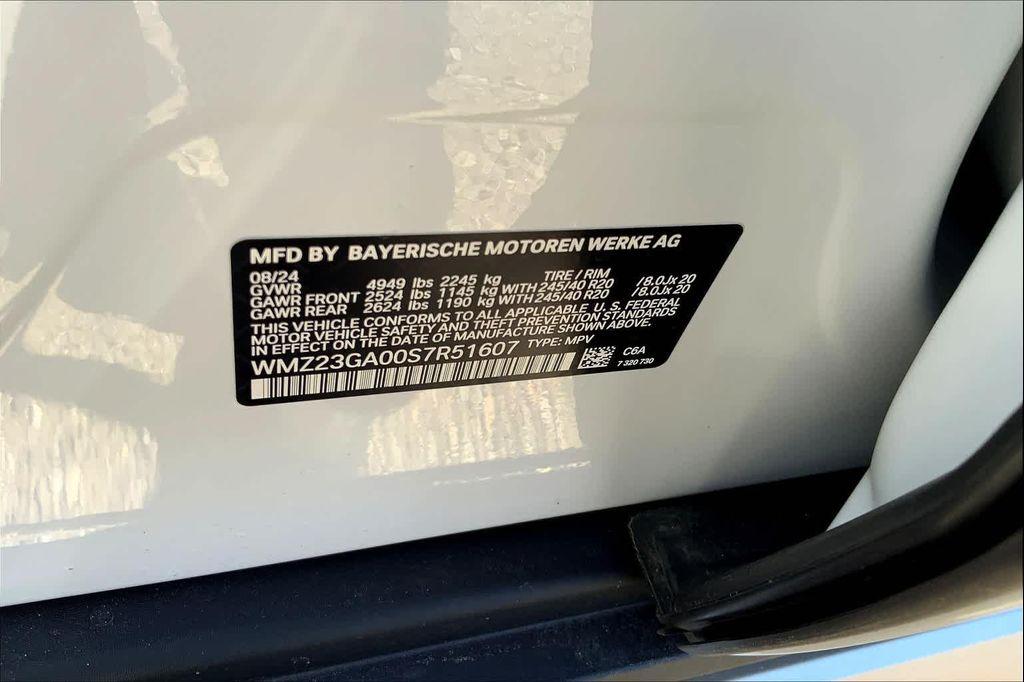 MFD BY BAYERISCHE MOTOREN WERKE AG
08/24 TIRE / RIM
GVWR 4949 lbs 2245 kg
GAWR FRONT 2524 lbs 1145 kg WITH 245/40 R20 /8.0Jx20
GAWR REAR 2624 lbs 1190 kg WITH 245/40 R20 /8.0Jx20
THIS VEHICLE CONFORMS TO ALL APPLICABLE U. S. FEDERAL
MOTOR VEHICLE SAFETY AND THEFT PREVENTION STANDARDS
IN EFFECT ON THE DATE OF MANUFACTURE SHOWN ABOVE.
WMZ23GA00S7R51607 TYPE: MPV
C6A
7 320 730